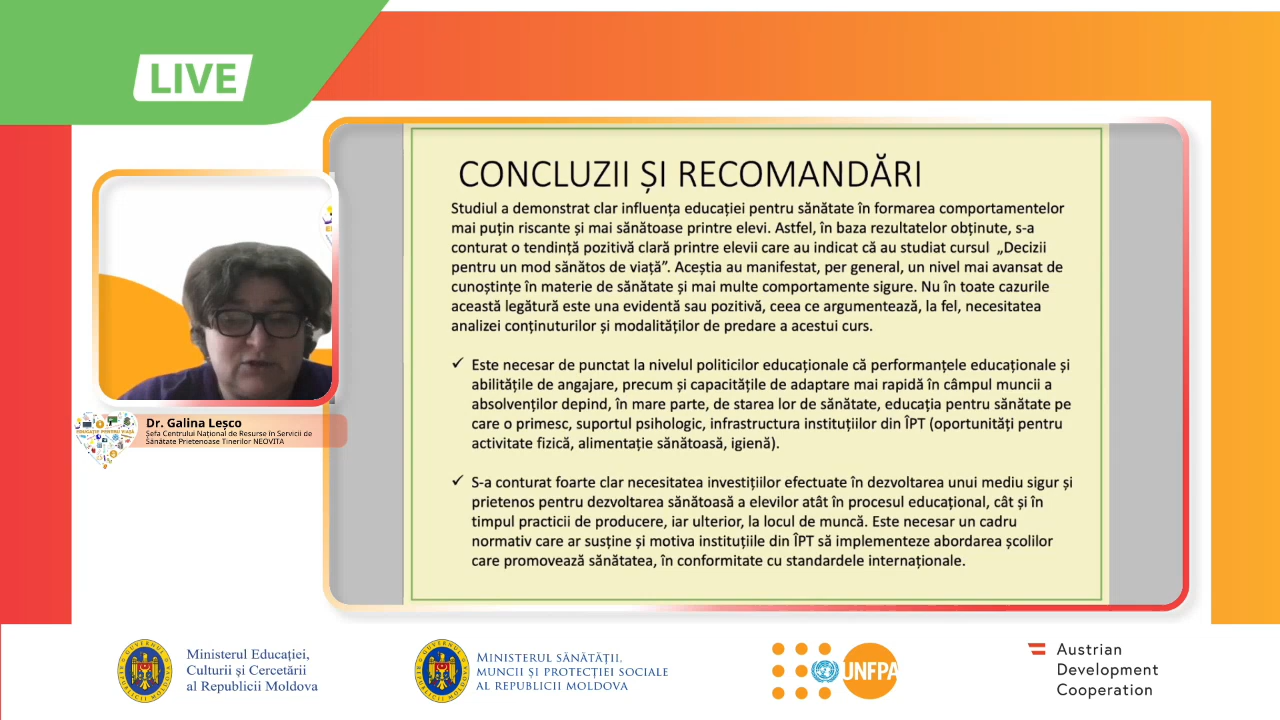 LIVE
CONCLUZII ȘI RECOMANDĂRI
Studiul a demonstrat clar influența educației pentru sănătate în formarea comportamentelor
mai puțin riscante și mai sănătoase printre elevi. Astfel, în baza rezultatelor obținute, s-a
conturat o tendință pozitivă clară printre elevii care au indicat că au studiat cursul „Decizii
pentru un mod sănătos de viață”. Aceștia au manifestat, per general, un nivel mai avansat de
cunoștințe în materie de sănătate și mai multe comportamente sigure. Nu în toate cazurile
această legătură este una evidentă sau pozitivă, ceea ce argumentează, la fel, necesitatea
analizei conținuturilor și modalităților de predare a acestui curs.
✓ Este necesar de punctat la nivelul politicilor educaționale că performanțele educaționale și
abilitățile de angajare, precum și capacitățile de adaptare mai rapidă în câmpul muncii a
absolvenților depind, în mare parte, de starea lor de sănătate, educația pentru sănătate pe
care o primesc, suportul psihologic, infrastructura instituțiilor din ÎPT (oportunități pentru
activitate fizică, alimentație sănătoasă, igienă).
✓ S-a conturat foarte clar necesitatea investițiilor efectuate în dezvoltarea unui mediu sigur și
prietenos pentru dezvoltarea sănătoasă a elevilor atât în procesul educațional, cât și în
timpul practicii de producere, iar ulterior, la locul de muncă. Este necesar un cadru
normativ care ar susține și motiva instituțiile din ÎPT să implementeze abordarea școlilor
care promovează sănătatea, în conformitate cu standardele internaționale.
EDUCAȚIE PENTRU VIAȚĂ
Dr. Galina Leșco
Șefa Centrului Național de Resurse în Servicii de
Sănătate Prietenoase Tinerilor NEOVITA
Ministerul Educației,
Culturii și Cercetării
al Republicii Moldova
MINISTERUL SĂNĂTĂȚII,
MUNCII ȘI PROTECȚIEI SOCIALE
AL REPUBLICII MOLDOVA
UNFPA
Austrian
Development
Cooperation